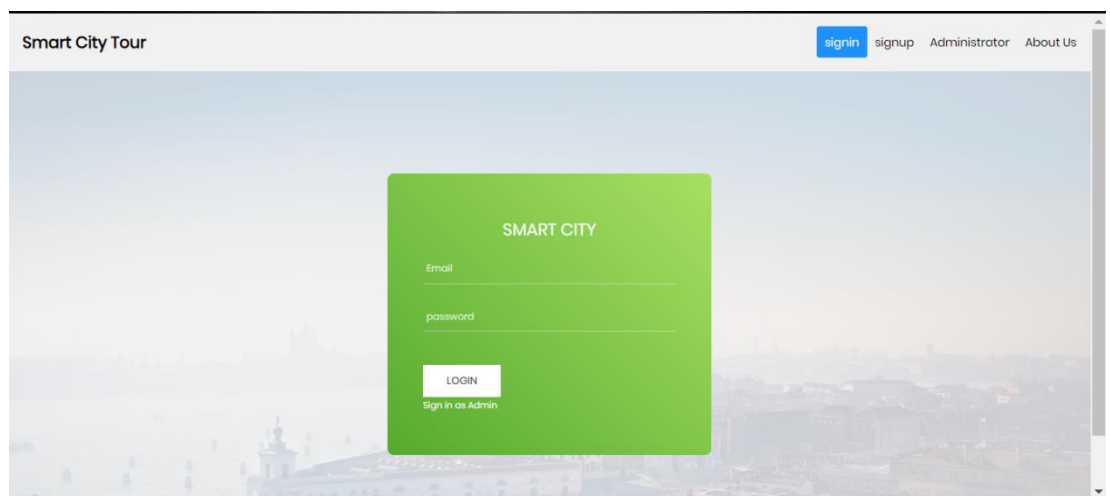 Smart City Tour
signin signup Administrator About Us
SMART CITY
Email
password
LOGIN
Sign in as Admin